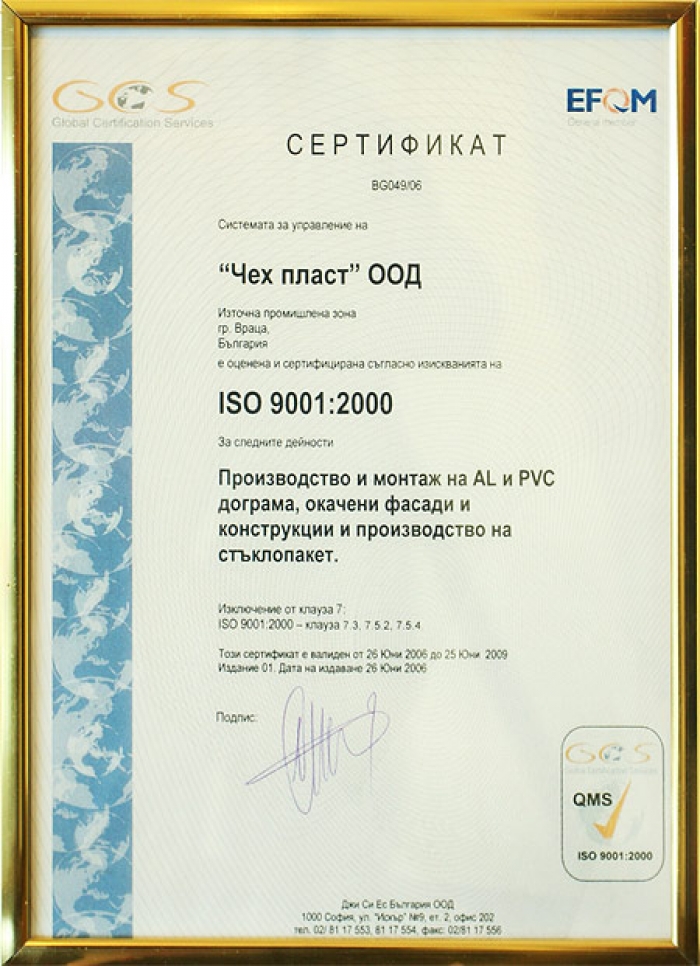 GCS
Global Certification Services
EFQM
General member
СЕРТИФИКАТ
BG049/06
Системата за управление на
“Чех пласт” ООД
Източна промишлена зона
гр. Враца,
България
е оценена и сертифицирана съгласно изискванията на
ISO 9001:2000
За следните дейности
Производство и монтаж на AL и PVC
дограма, окачени фасади и
конструкции и производство на
стъклопакет.
Изключение от клауза 7:
ISO 9001:2000 – клауза 7.3, 7.5.2, 7.5.4
Този сертификат е валиден от 26 Юни 2006 до 25 Юни 2009
Издание 01. Дата на издаване 26 Юни 2006
Подпис:
GCS
Global Certification Services
QMS
ISO 9001:2000
Джи Си Ес България ООД
1000 София, ул. "Искър" №9, ет. 2, офис 202
тел. 02/ 81 17 553, 81 17 554, факс: 02/81 17 556